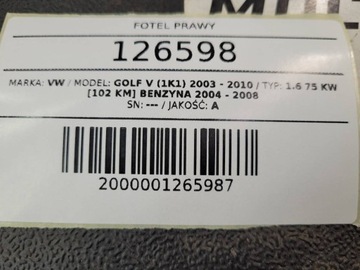 FOTEL PRAWY
126598
MARKA: VW / MODEL: GOLF V (1K1) 2003 - 2010 / TYP: 1.6 75 KW
[102 KM] BENZYNA 2004 - 2008
SN: --- / JAKOŚĆ: A
2000001265987